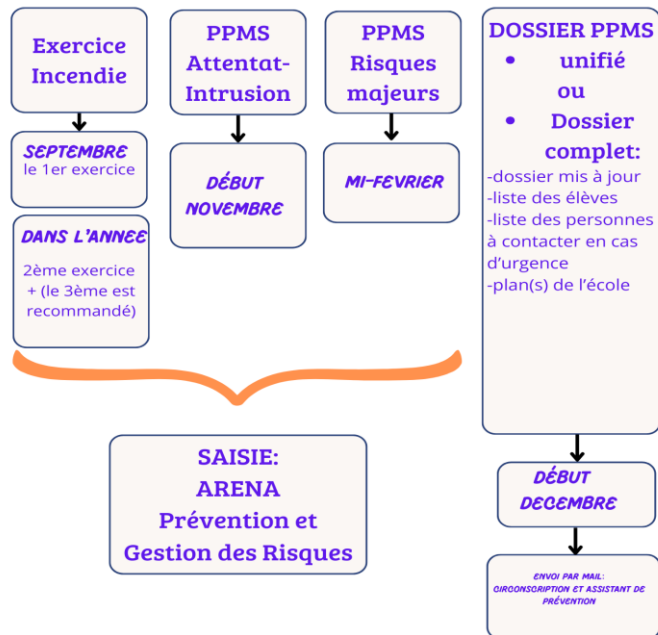 Exercice
Incendie
SEPTEMBRE
le 1er exercice
DANS L'ANNEE
2ème exercice
+ (le 3ème est
recommandé)
PPMS
Attentat-
Intrusion
DÉBUT
NOVEMBRE
PPMS
Risques
majeurs
MI-FEVRIER
SAISIE:
ARENA
Prévention et
Gestion des Risques
DOSSIER PPMS
• unifié
ou
• Dossier
complet:
-dossier mis à jour
-liste des élèves
-liste des personnes
à contacter en cas
d'urgence
-plan(s) de l'école
DÉBUT
DECEMBRE
ENVOI PAR MAIL:
CIRCONSCRIPTION ET ASSISTANT DE
PRÉVENTION